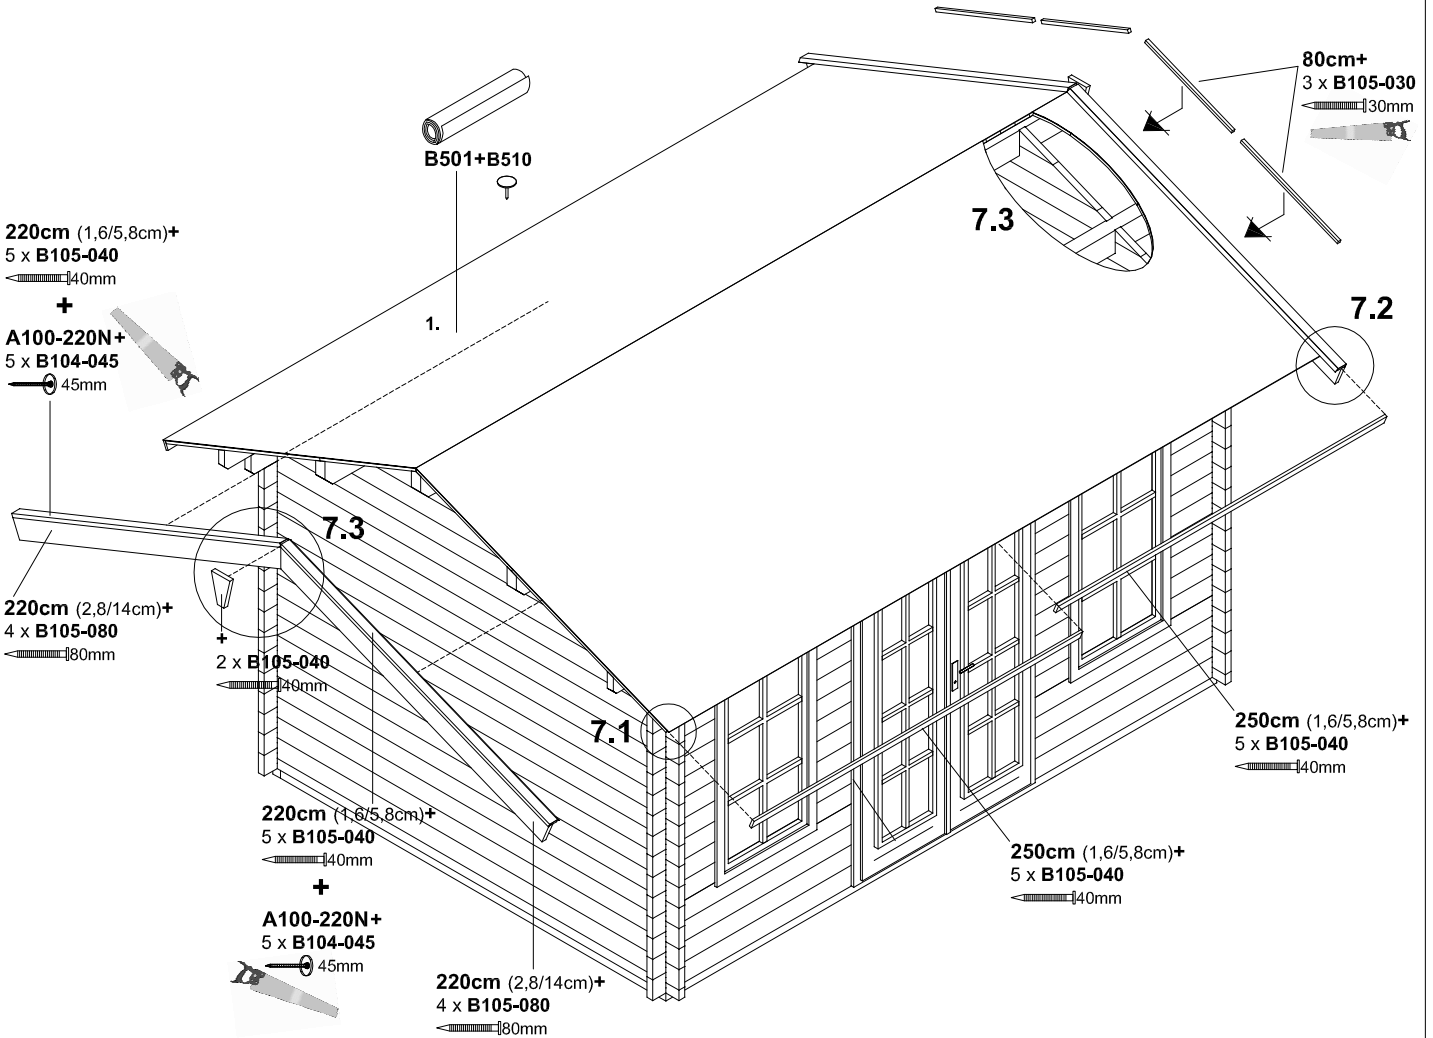 80cm+
3 x B105-030
30mm
B501+B510
7.3
220cm (1,6/5,8cm)+
5 x B105-040
40mm
+
A100-220N+
5 x B104-045
45mm
1.
7.2
7.3
220cm (2,8/14cm)+
4 x B105-080
80mm
+
2 x B105-040
40mm
7.1
250cm (1,6/5,8cm)+
5 x B105-040
40mm
220cm (1,6/5,8cm)+
5 x B105-040
40mm
+
A100-220N+
5 x B104-045
45mm
250cm (1,6/5,8cm)+
5 x B105-040
40mm
220cm (2,8/14cm)+
4 x B105-080
80mm